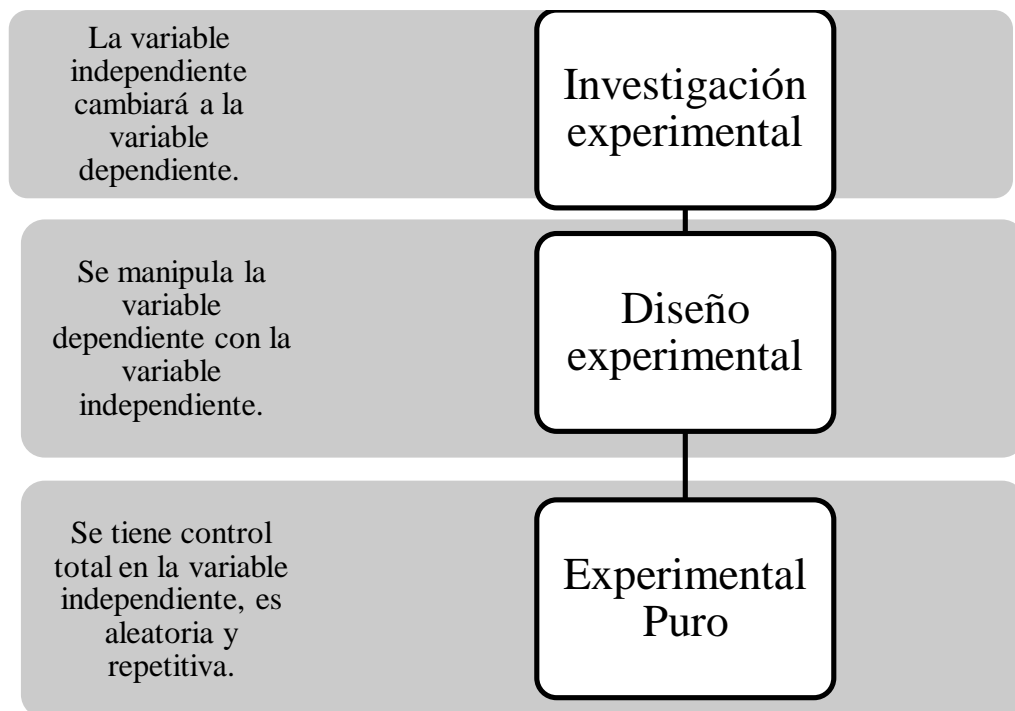 La variable
independiente
cambiará a la
variable
dependiente.
Investigación
experimental
Se manipula la
variable
dependiente con la
variable
independiente.
Diseño
experimental
Se tiene control
total en la variable
independiente, es
aleatoria y
repetitiva.
Experimental
Puro